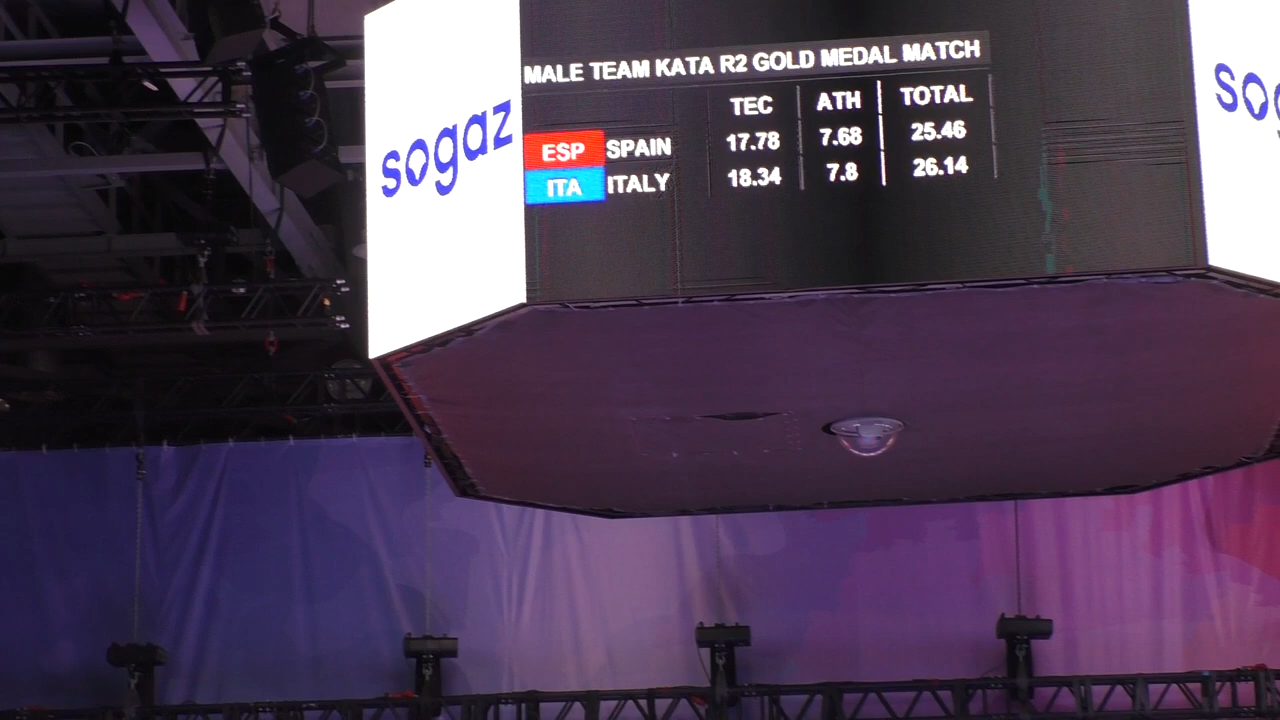 sogaz
MALE TEAM KATA R2 GOLD MEDAL MATCH
TEC ATH TOTAL
ESP SPAIN 17.78 7.68 25.46
ITA ITALY 18.34 7.8 26.14